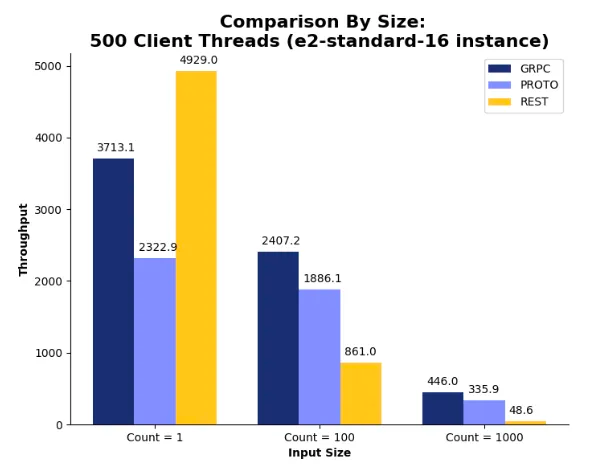 Comparison By Size:
500 Client Threads (e2-standard-16 instance)
GRPC
PROTO
REST
Throughput
5000
4000
3000
2000
1000
0
3713.1
2322.9
4929.0
2407.2
1886.1
861.0
446.0
335.9
48.6
Count = 1
Count = 100
Count = 1000
Input Size